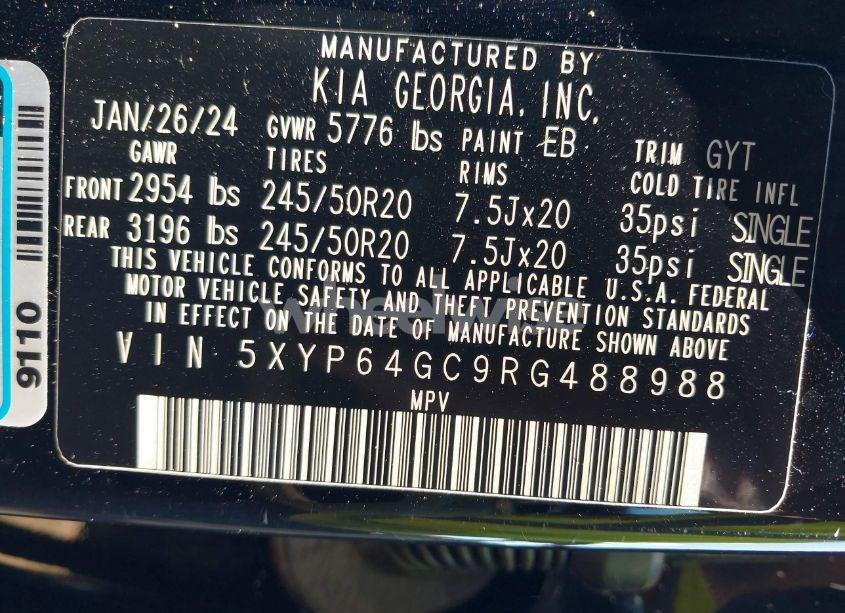 MANUFACTURED BY
KIA GEORGIA, INC.
JAN/26/24 GVWR 5776 lbs PAINT EB TRIM GYT
GAWR TIRES RIMS COLD TIRE INFL
FRONT 2954 lbs 245/50R20 7.5Jx20 35psi SINGLE
REAR 3196 lbs 245/50R20 7.5Jx20 35psi SINGLE
THIS VEHICLE CONFORMS TO ALL APPLICABLE U.S.A. FEDERAL
MOTOR VEHICLE SAFETY AND THEFT PREVENTION STANDARDS
IN EFFECT ON THE DATE OF MANUFACTURE SHOWN ABOVE
VIN 5XYP64GC9RG488988
MPV
9110
wheelwise